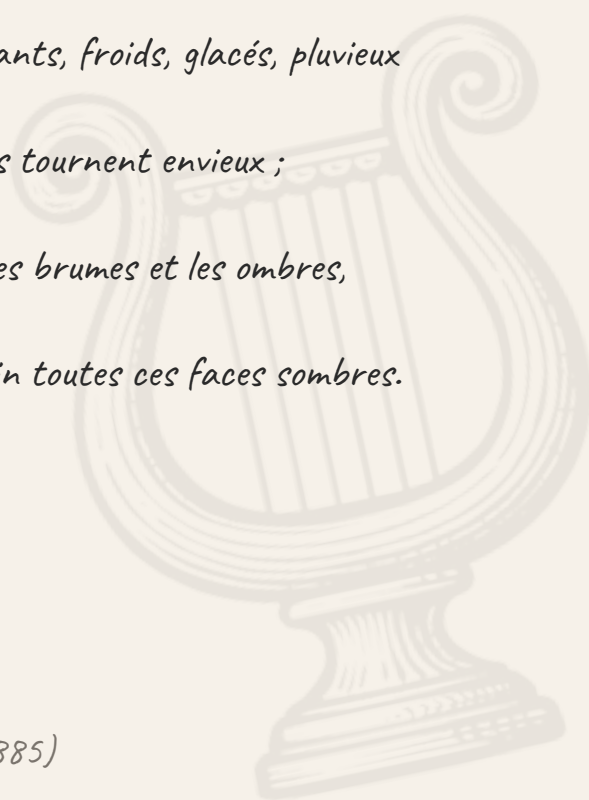 ants, froids, glacés, pluvieux
s tournent envieux ;
es brumes et les ombres,
in toutes ces faces sombres.
885)